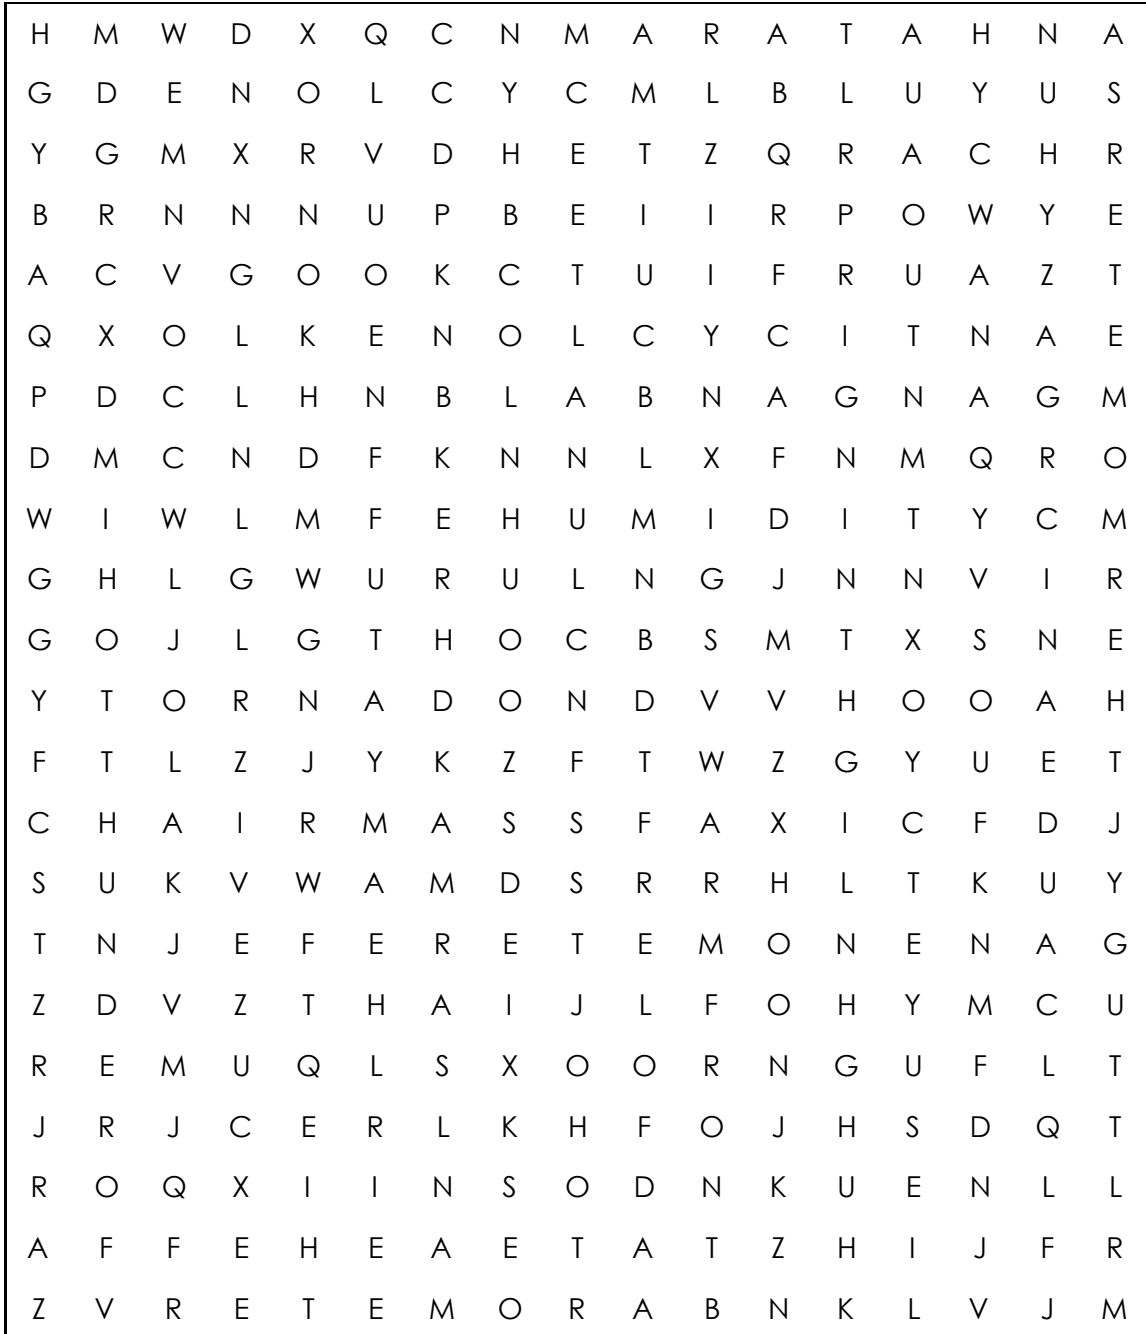 H M W D X Q C N M A R A T A H N A
G D E N O L C Y C M L B L U Y U S
Y G M X R V D H E T Z Q R A C H R
B R N N N U P B E I I R P O W Y E
A C V G O O K C T U I F R U A Z T
Q X O L K E N O L C Y C I T N A E
P D C L H N B L A B N A G N A G M
D M C N D F K N N L X F N M Q R O
W I W L M F E H U M I D I T Y C M
G H L G W U R U L N G J N N V I R
G O J L G T H O C B S M T X S N E
Y T O R N A D O N D V V H O O A H
F T L Z J Y K Z F T W Z G Y U E T
C H A I R M A S S F A X I C F D J
S U K V W A M D S R R H L T K U Y
T N J E F E R E T E M O N E N A G
Z D V Z T H A I J L F O H Y M C U
R E M U Q L S X O O R N G U F L T
J R J C E R L K H F O J H S D Q T
R O Q X I I N S O D N K U E N L L
A F F E H E A E T A T Z H I J F R
Z V R E T E M O R A B N K L V J M